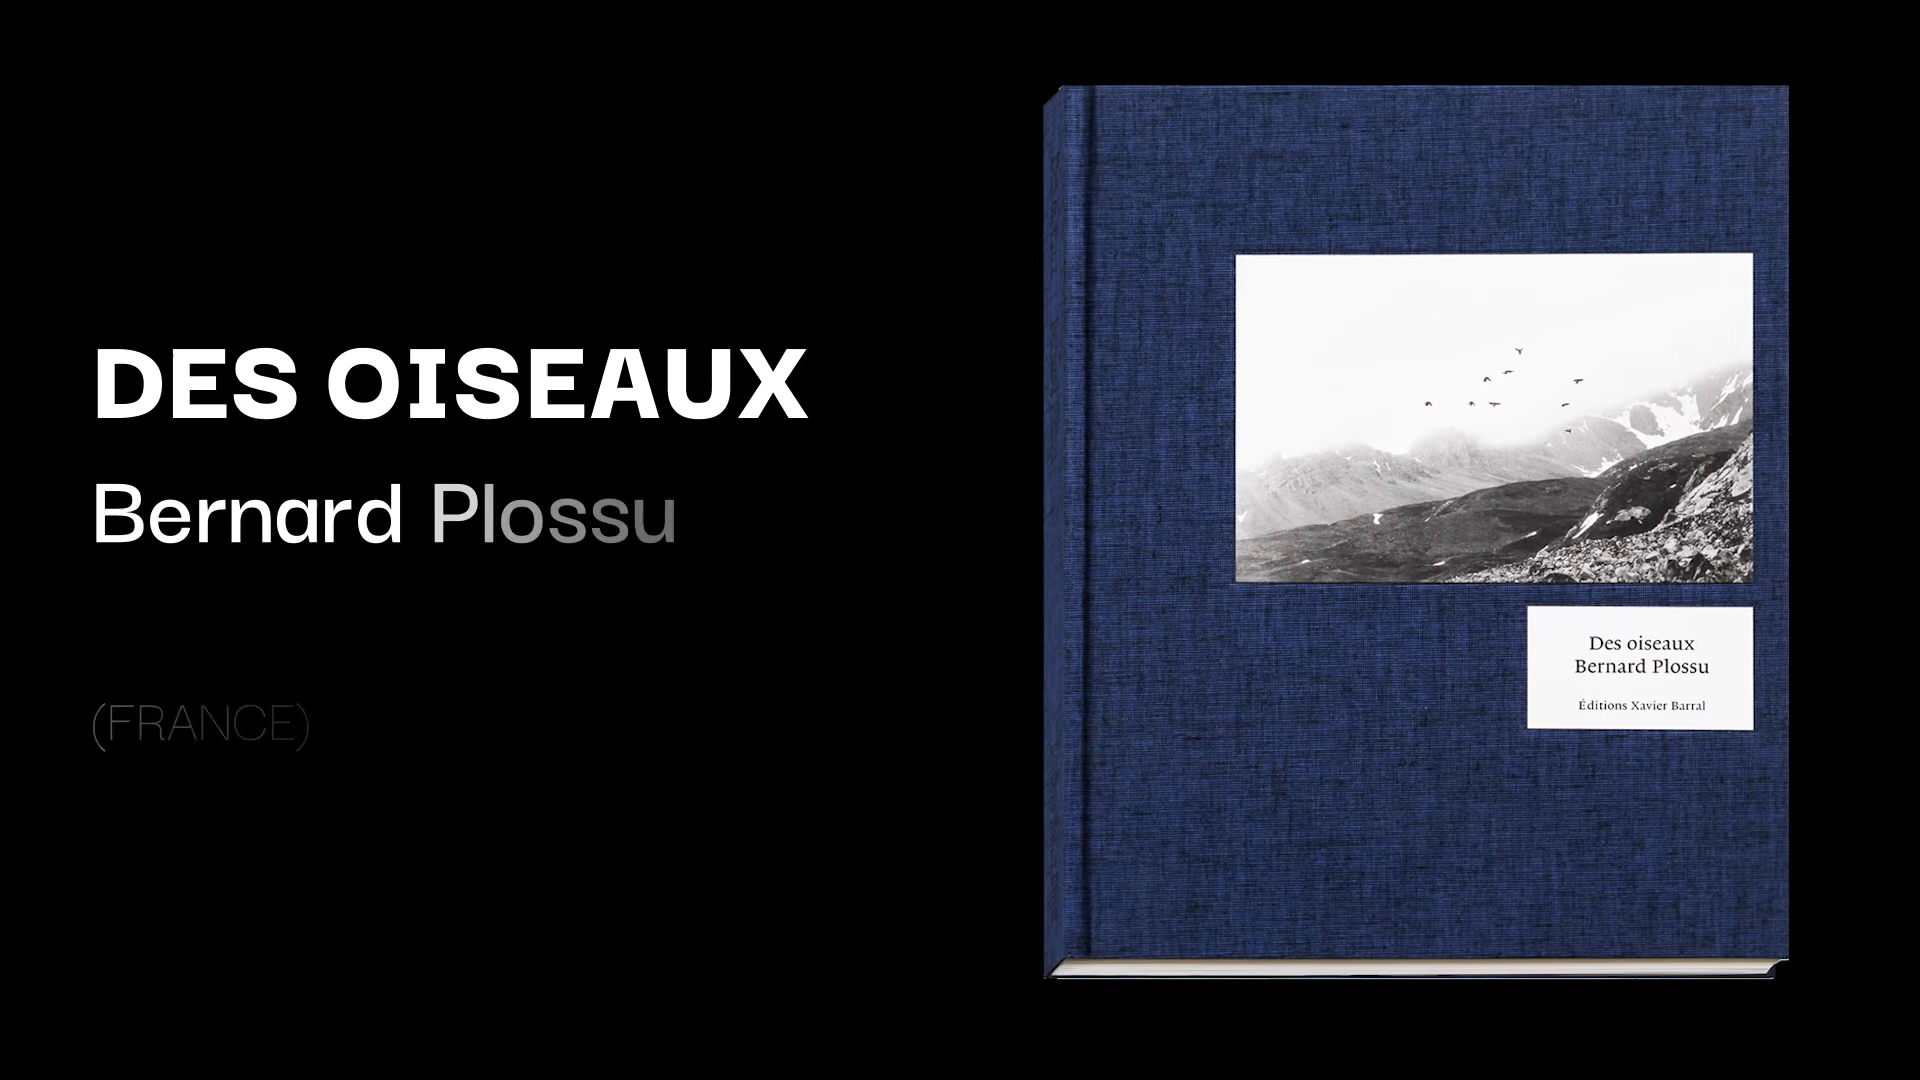 DES OISEAUX
Bernard Plossu
(FRANCE)
Des oiseaux
Bernard Plossu
Éditions Xavier Barral